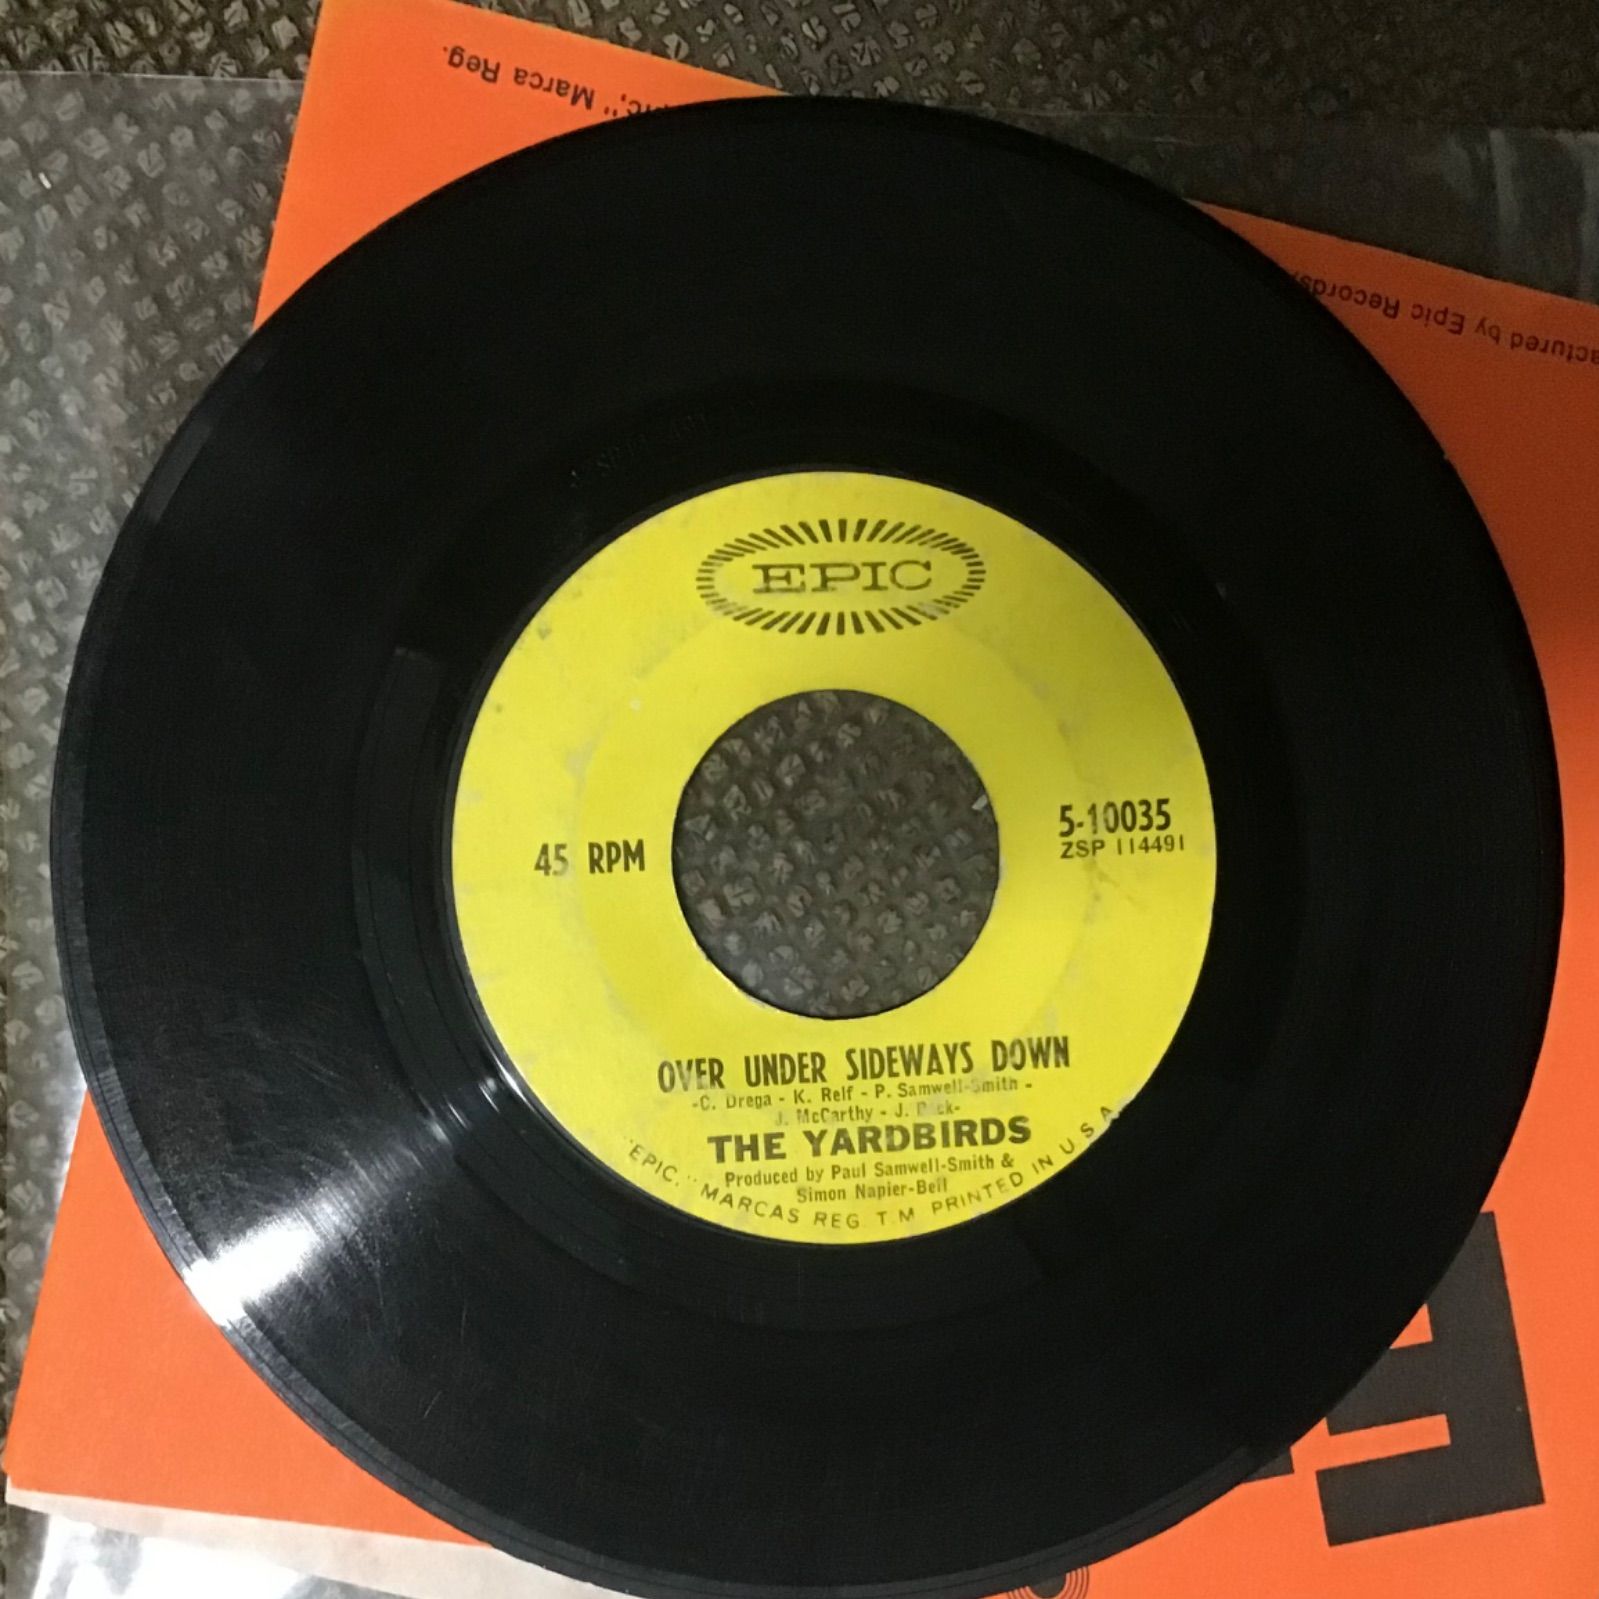 EPIC
45 RPM
5-10035
ZSP 114491
OVER UNDER SIDEWAYS DOWN
-C. Drega - K. Relf - P. Samwell-Smith -
J. McCarthy - J.
THE YARDBIRDS
Produced by Paul Samwell-Smith &
Simon Napier-Bell
"EPIC," MARCAS REG. T.M. PRINTED IN U.S.A.
Marca Reg.
by Epic Records